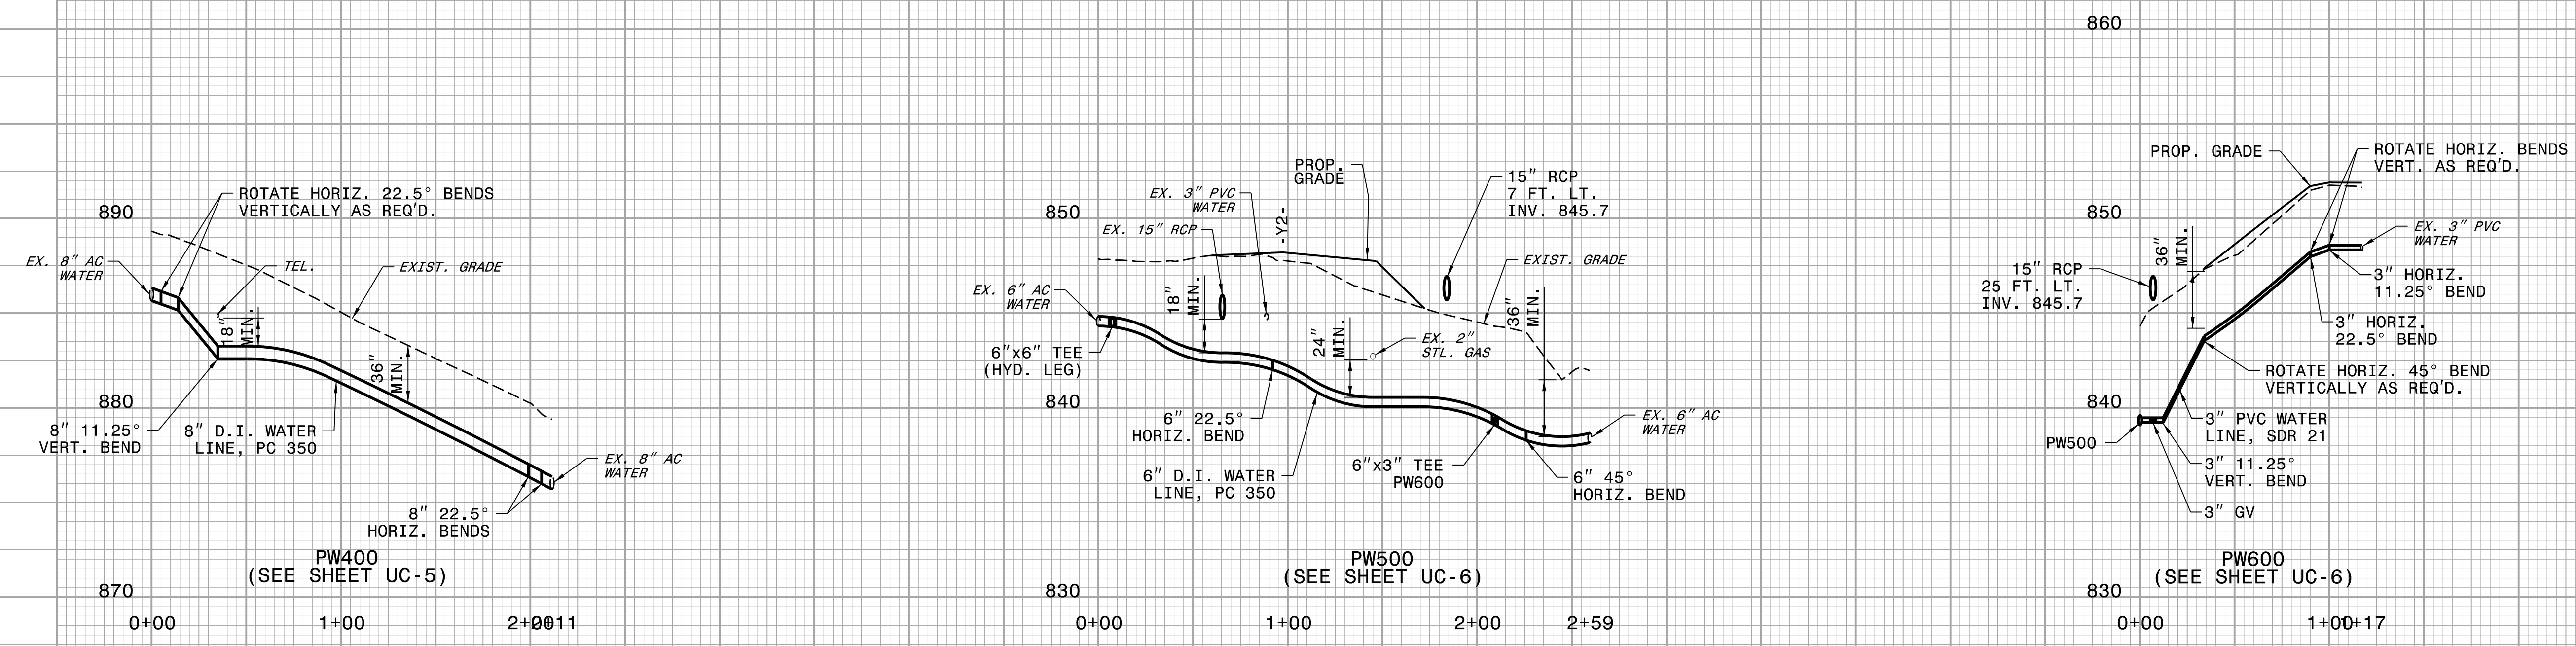 890
880
870
ROTATE HORIZ. 22.5° BENDS
VERTICALLY AS REQ'D.
EX. 8" AC
WATER
TEL.
EXIST. GRADE
18"
MIN.
36"
MIN.
8" 11.25°
VERT. BEND
8" D.I. WATER
LINE, PC 350
EX. 8" AC
WATER
8" 22.5°
HORIZ. BENDS
PW400
(SEE SHEET UC-5)
0+00
1+00
2+00
2+11
850
840
830
PROP.
GRADE
15" RCP
7 FT. LT.
INV. 845.7
EX. 3" PVC
WATER
-Y2-
EX. 15" RCP
EXIST. GRADE
EX. 6" AC
WATER
18"
MIN.
36"
MIN.
24"
MIN.
EX. 2"
STL. GAS
6"x6" TEE
(HYD. LEG)
6" 22.5°
HORIZ. BEND
EX. 6" AC
WATER
6" D.I. WATER
LINE, PC 350
6"x3" TEE
PW600
6" 45°
HORIZ. BEND
PW500
(SEE SHEET UC-6)
0+00
1+00
2+00
2+59
860
850
840
830
PROP. GRADE
ROTATE HORIZ. BENDS
VERT. AS REQ'D.
36"
MIN.
EX. 3" PVC
WATER
15" RCP
25 FT. LT.
INV. 845.7
3" HORIZ.
11.25° BEND
3" HORIZ.
22.5° BEND
ROTATE HORIZ. 45° BEND
VERTICALLY AS REQ'D.
3" PVC WATER
LINE, SDR 21
PW500
3" 11.25°
VERT. BEND
3" GV
PW600
(SEE SHEET UC-6)
0+00
1+00
1+17